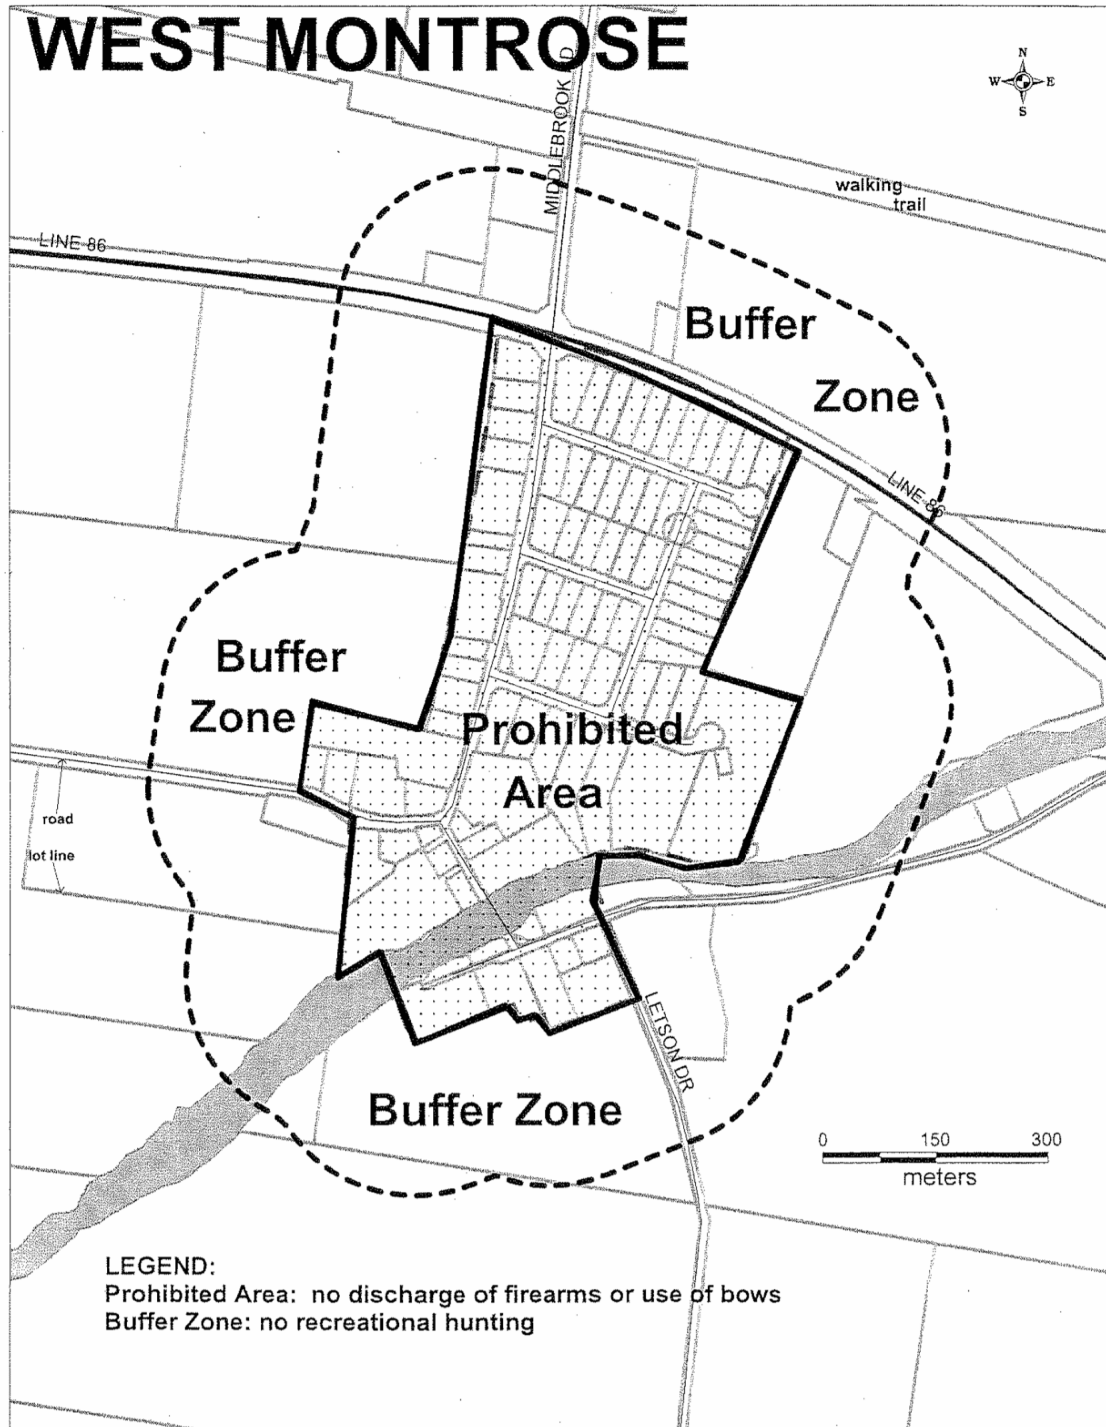 WEST MONTROSE
N
W E
S
MIDDLEBROOK RD
walking
trail
LINE 86
Buffer
Zone
LINE 86
Buffer
Zone
Prohibited
Area
road
lot line
LETSON DR
Buffer Zone
0 150 300
meters
LEGEND:
Prohibited Area: no discharge of firearms or use of bows
Buffer Zone: no recreational hunting